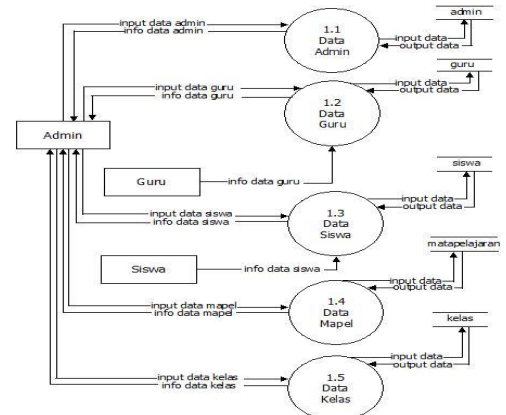 admin
input data admin
info data admin
1.1
Data
Admin
input data
output data
guru
input data guru
info data guru
1.2
Data
Guru
input data
output data
Admin
Guru
info data guru
siswa
input data siswa
info data siswa
1.3
Data
Siswa
input data
output data
matapelajaran
Siswa
info data siswa
input data mapel
info data mapel
1.4
Data
Mapel
input data
output data
kelas
input data kelas
info data kelas
1.5
Data
Kelas
input data
output data